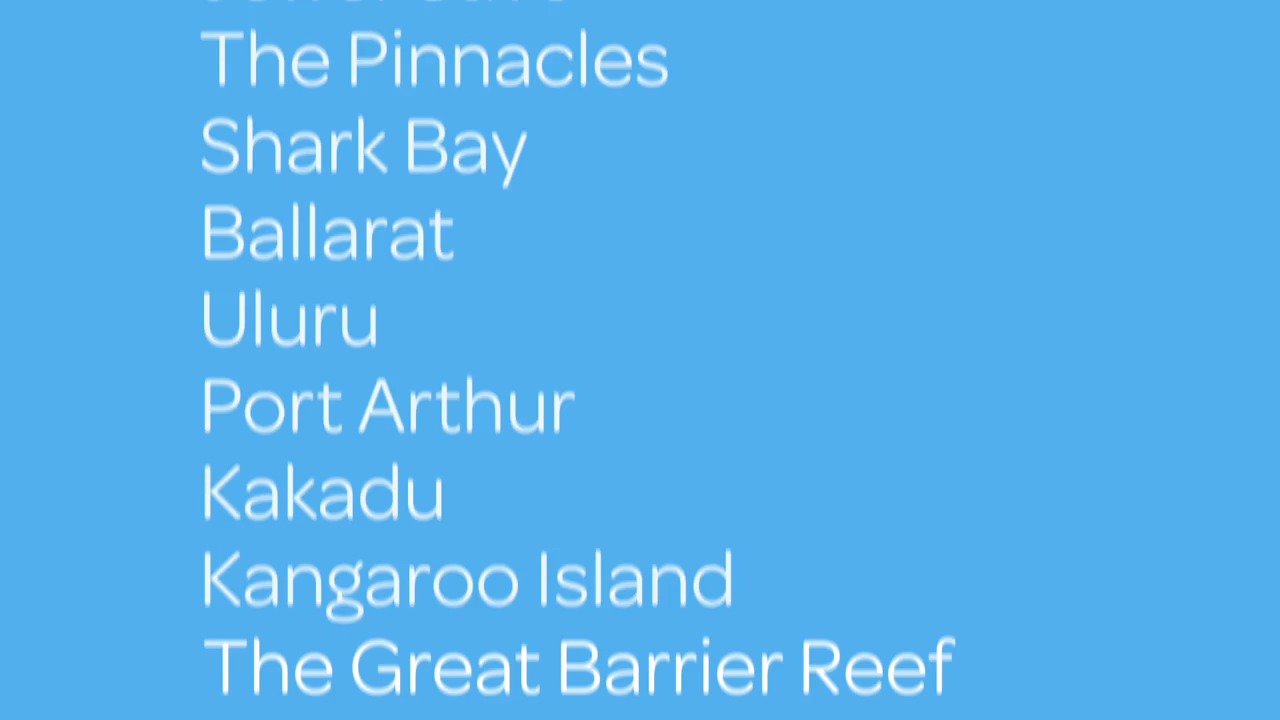 The Pinnacles
Shark Bay
Ballarat
Uluru
Port Arthur
Kakadu
Kangaroo Island
The Great Barrier Reef